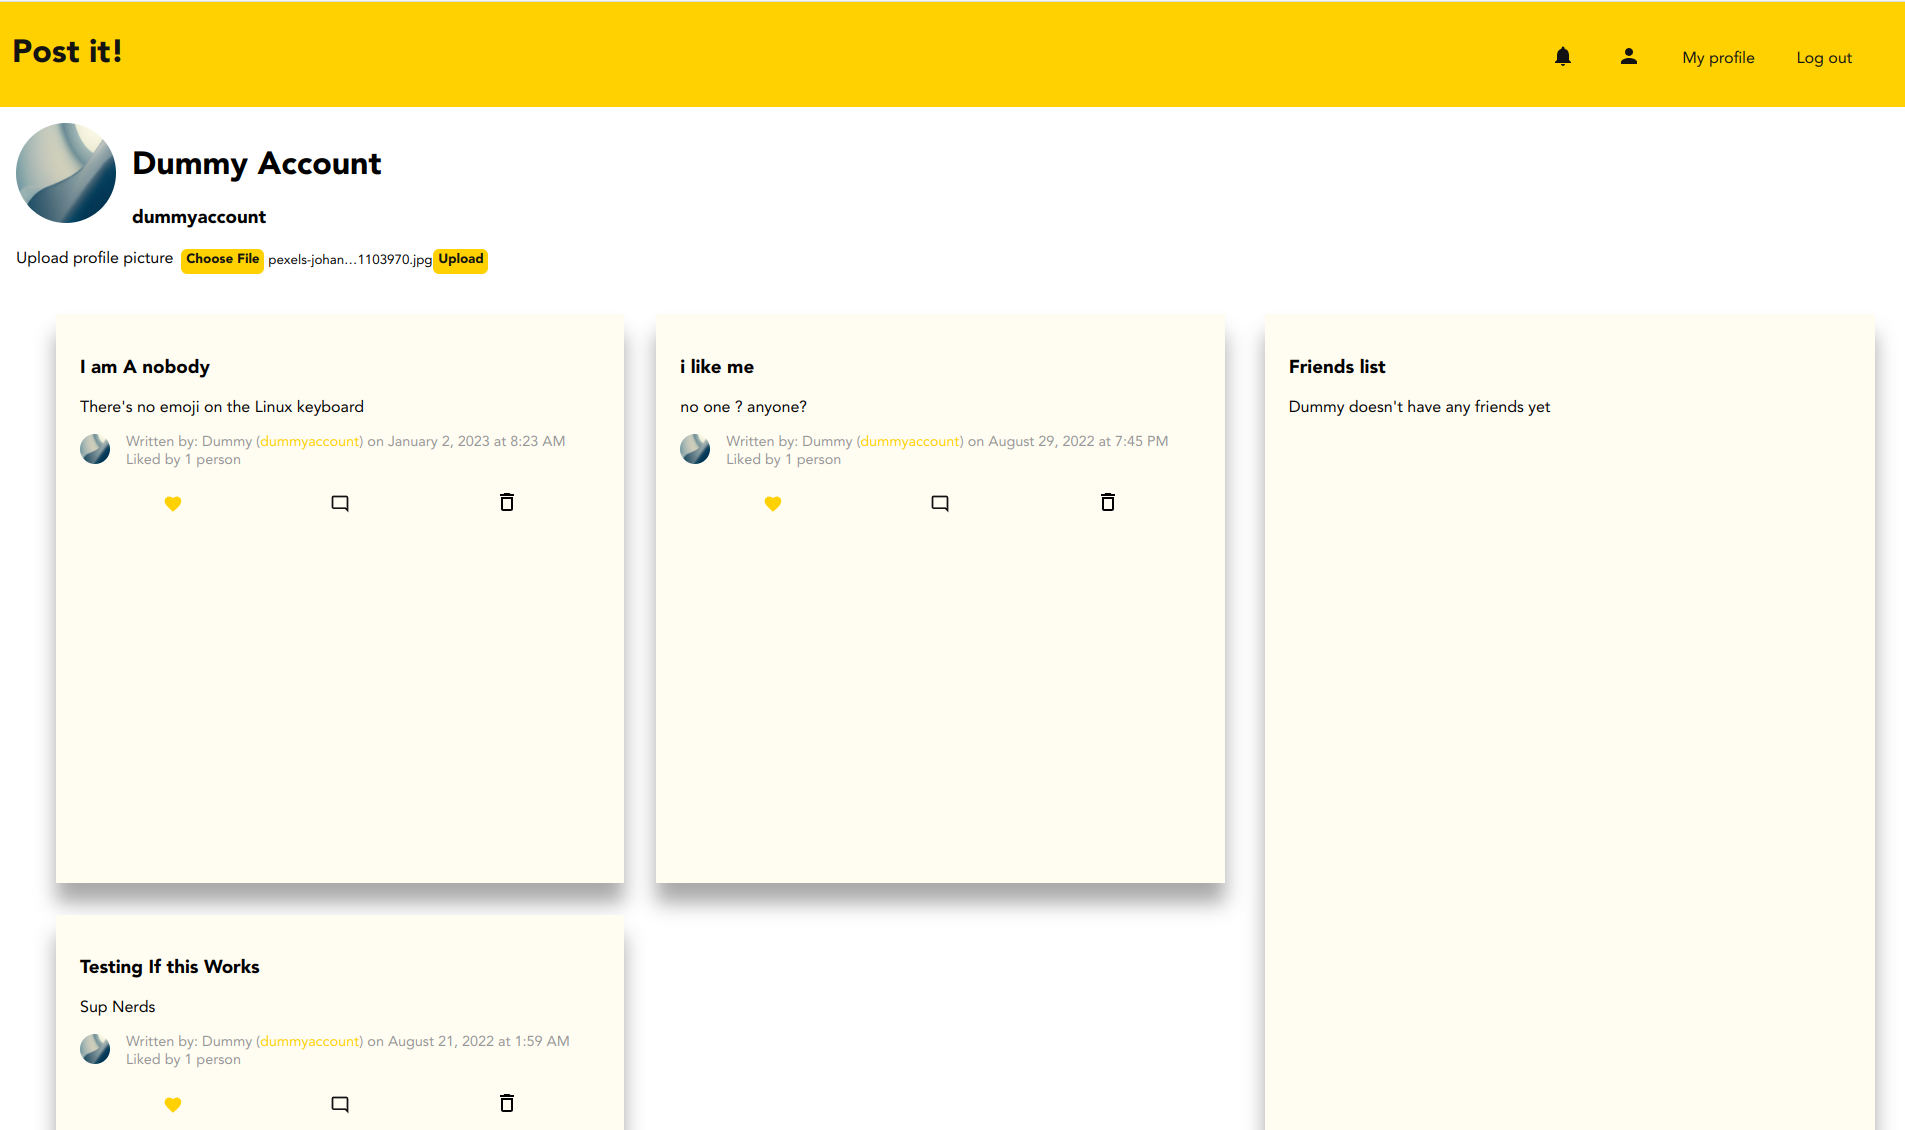 Post it!
My profile
Log out
Dummy Account
dummyaccount
Upload profile picture Choose File pexels-johan...1103970.jpg Upload
I am A nobody
There's no emoji on the Linux keyboard
Written by: Dummy (dummyaccount) on January 2, 2023 at 8:23 AM
Liked by 1 person
i like me
no one ? anyone?
Written by: Dummy (dummyaccount) on August 29, 2022 at 7:45 PM
Liked by 1 person
Friends list
Dummy doesn't have any friends yet
Testing If this Works
Sup Nerds
Written by: Dummy (dummyaccount) on August 21, 2022 at 1:59 AM
Liked by 1 person